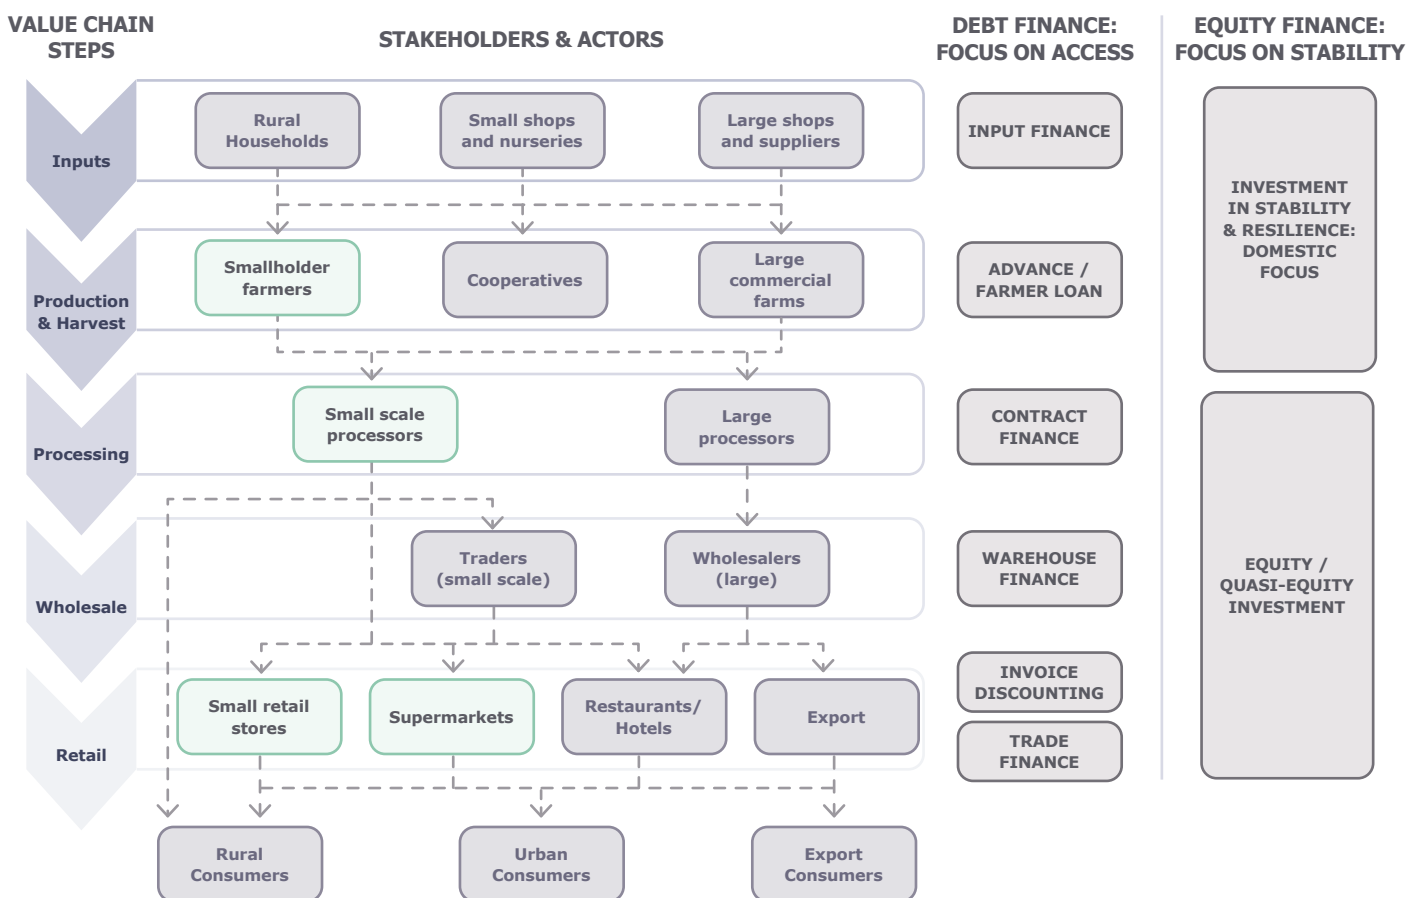 VALUE CHAIN
STEPS
STAKEHOLDERS & ACTORS
DEBT FINANCE:
FOCUS ON ACCESS
EQUITY FINANCE:
FOCUS ON STABILITY
Inputs
Rural
Households
Small shops
and nurseries
Large shops
and suppliers
INPUT FINANCE
INVESTMENT
IN STABILITY
& RESILIENCE:
DOMESTIC
FOCUS
Production
& Harvest
Smallholder
farmers
Cooperatives
Large
commercial
farms
ADVANCE /
FARMER LOAN
Processing
Small scale
processors
Large
processors
CONTRACT
FINANCE
Wholesale
Traders
(small scale)
Wholesalers
(large)
WAREHOUSE
FINANCE
EQUITY /
QUASI-EQUITY
INVESTMENT
Retail
Small retail
stores
Supermarkets
Restaurants/
Hotels
Export
INVOICE
DISCOUNTING
TRADE
FINANCE
Rural
Consumers
Urban
Consumers
Export
Consumers